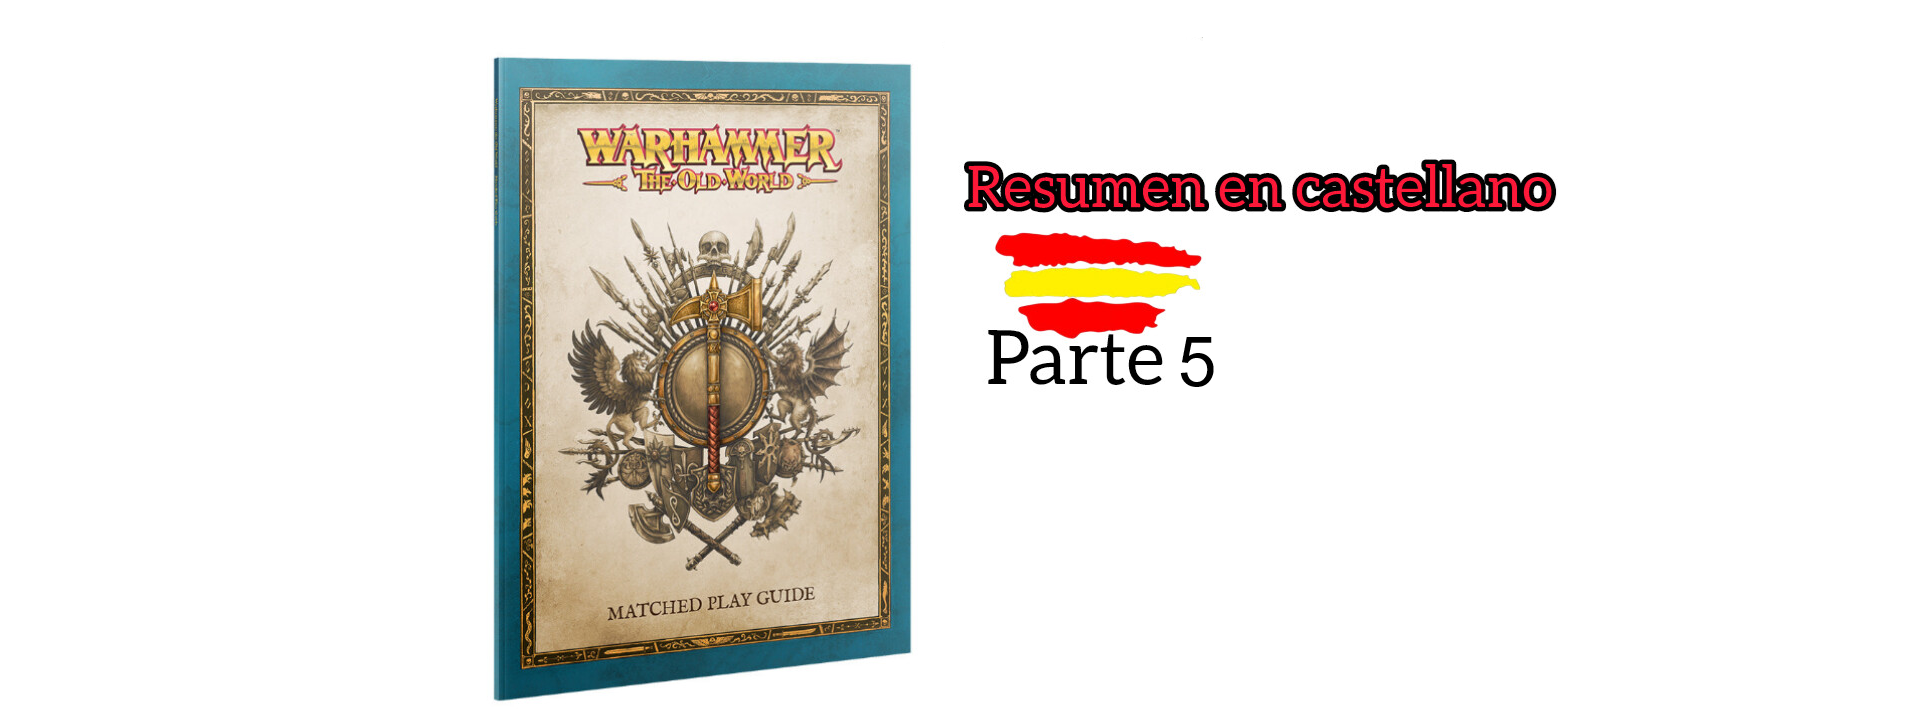 WARHAMMER
THE OLD WORLD
MATCHED PLAY GUIDE
Resumen en castellano
Parte 5